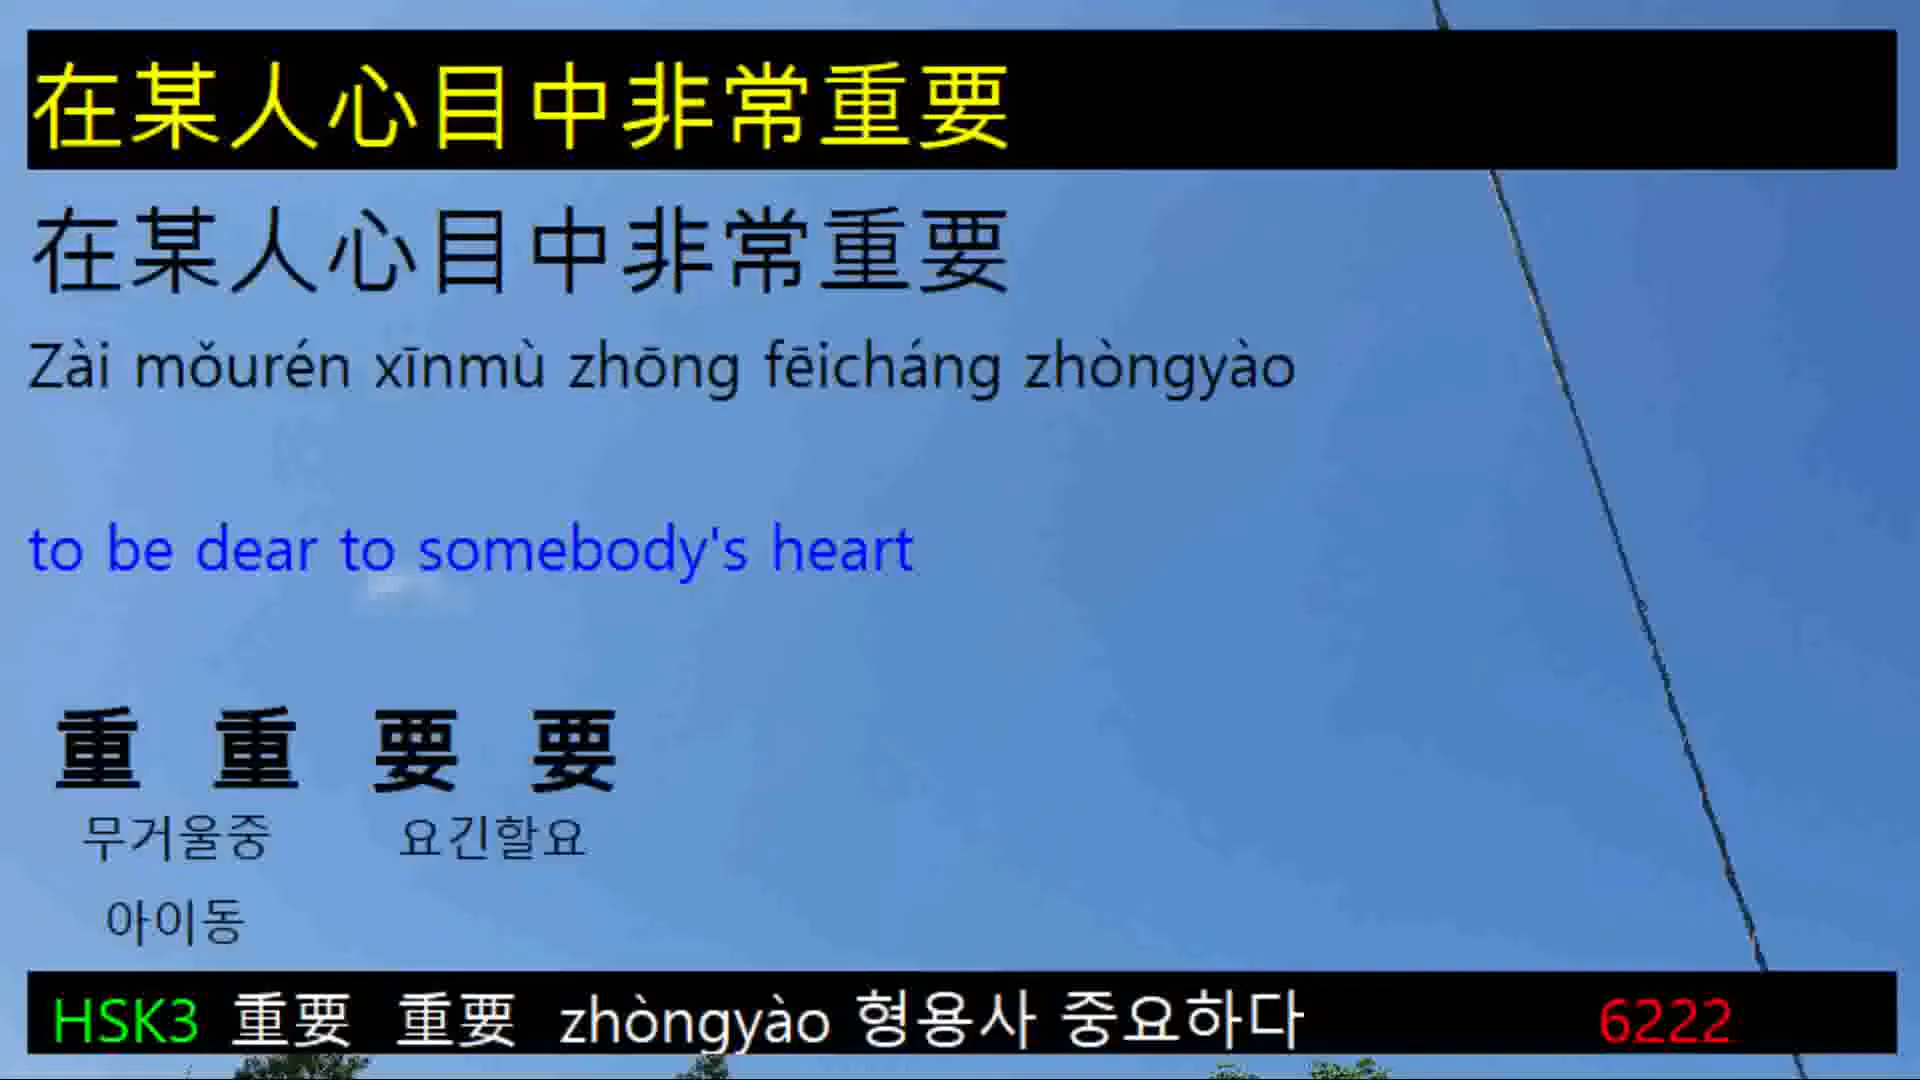 在某人心目中非常重要
在某人心目中非常重要
Zài mǒurén xīnmù zhōng fēicháng zhòngyào
to be dear to somebody's heart
重 重 要 要
무거울중 요긴할요
아이동
HSK3 重要 重要 zhòngyào 형용사 중요하다 6222